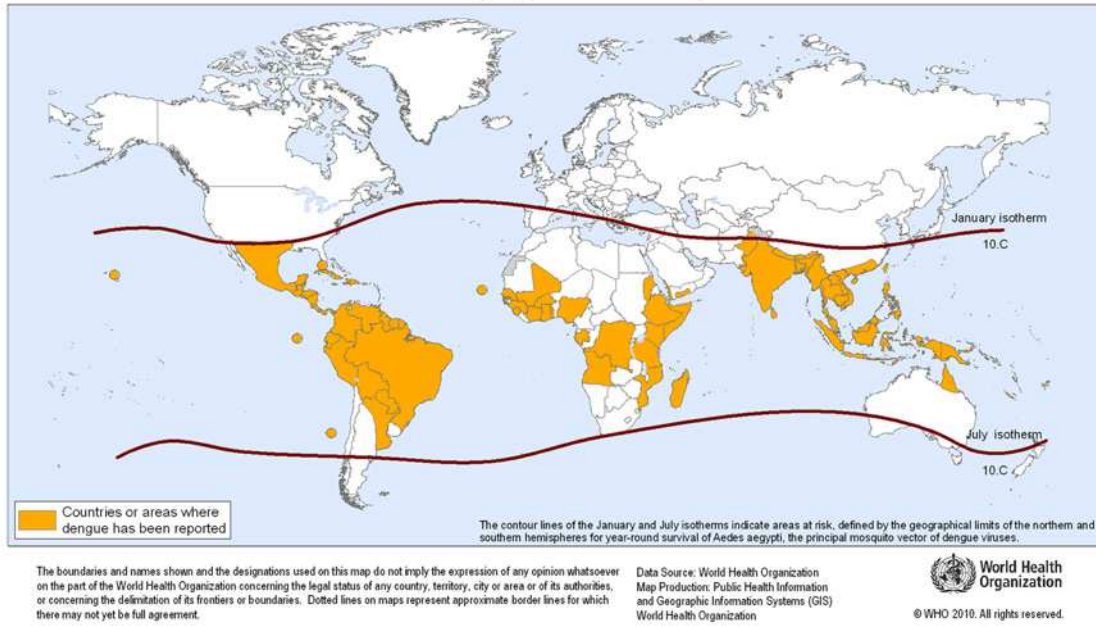 January isotherm
10.C
July isotherm
10.C
Countries or areas where
dengue has been reported
The contour lines of the January and July isotherms indicate areas at risk, defined by the geographical limits of the northern and
southern hemispheres for year-round survival of Aedes aegypti, the principal mosquito vector of dengue viruses.
The boundaries and names shown and the designations used on this map do not imply the expression of any opinion whatsoever
on the part of the World Health Organization concerning the legal status of any country, territory, city or area or of its authorities,
or concerning the delimitation of its frontiers or boundaries.  Dotted lines on maps represent approximate border lines for which
there may not yet be full agreement.
Data Source: World Health Organization
Map Production: Public Health Information
and Geographic Information Systems (GIS)
World Health Organization
World Health
Organization
© WHO 2010. All rights reserved.